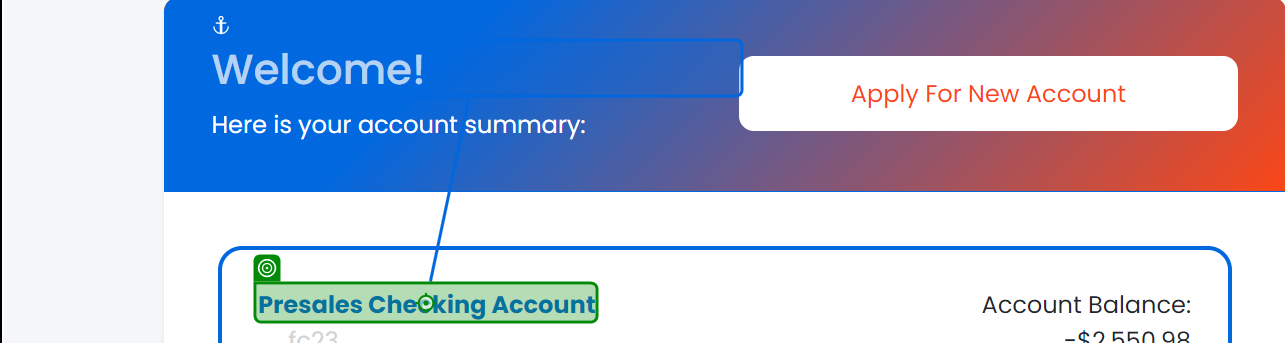 Welcome!
Apply For New Account
Here is your account summary:
Presales Checking Account
Account Balance:
fc23
-$2,550.98